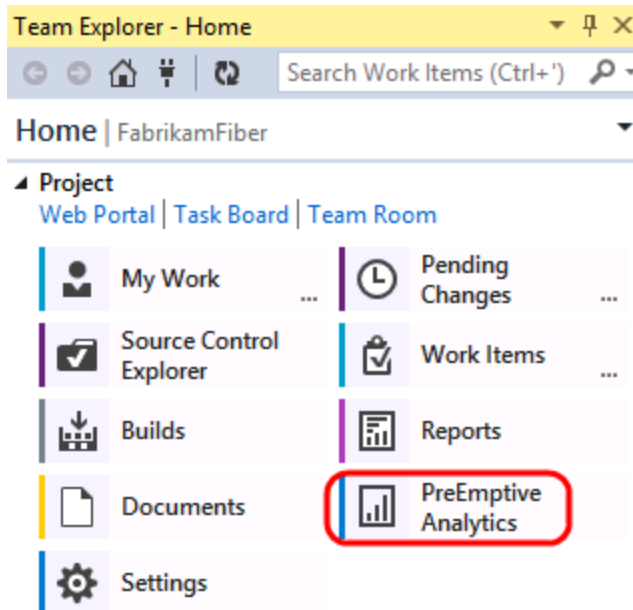 Team Explorer - Home
Search Work Items (Ctrl+')
Home | FabrikamFiber
Project
Web Portal | Task Board | Team Room
My Work
...
Pending
Changes
...
Source Control
Explorer
Work Items
...
Builds
Reports
Documents
PreEmptive
Analytics
Settings